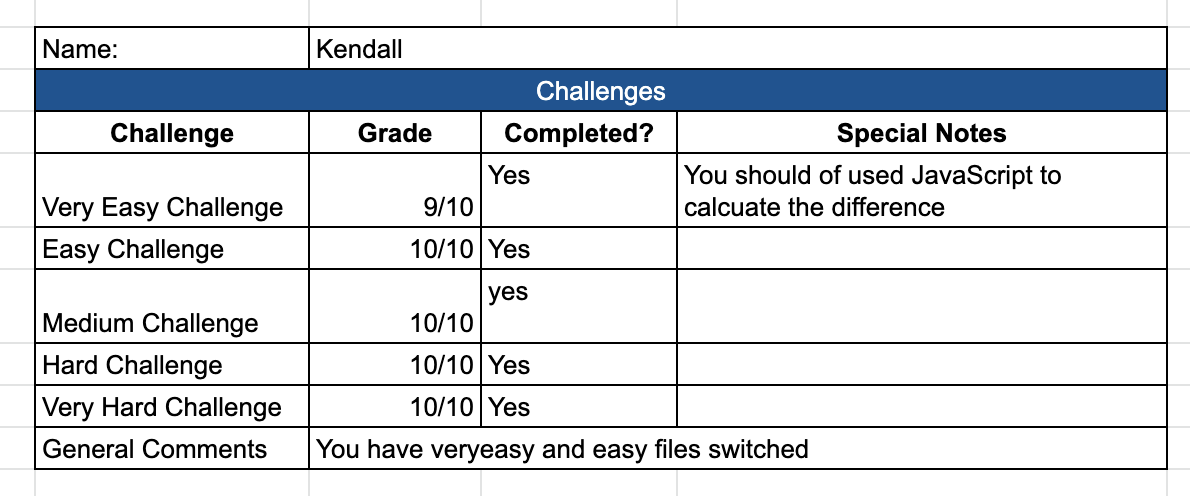 Name: Kendall
Challenges
Challenge Grade Completed? Special Notes
Very Easy Challenge 9/10 Yes You should of used JavaScript to
calcuate the difference
Easy Challenge 10/10 Yes
Medium Challenge 10/10 yes
Hard Challenge 10/10 Yes
Very Hard Challenge 10/10 Yes
General Comments You have veryeasy and easy files switched